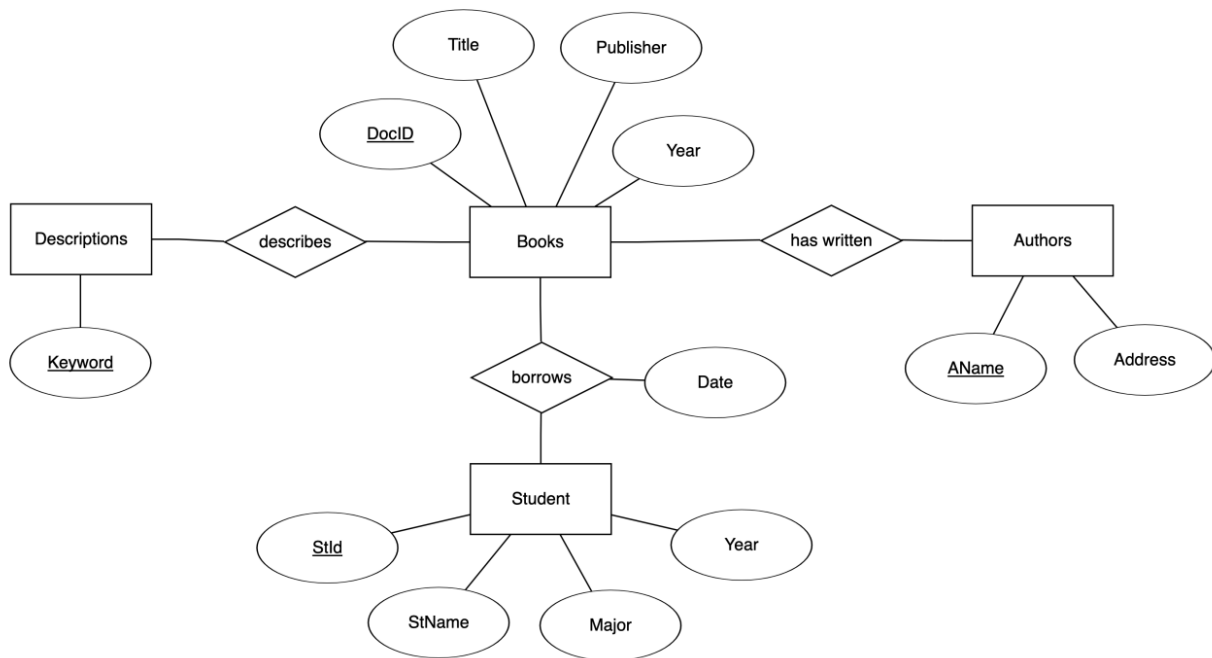 Title
Publisher
DocID
Year
Descriptions
describes
Books
has written
Authors
Keyword
borrows
Date
AName
Address
Student
StId
Year
StName
Major